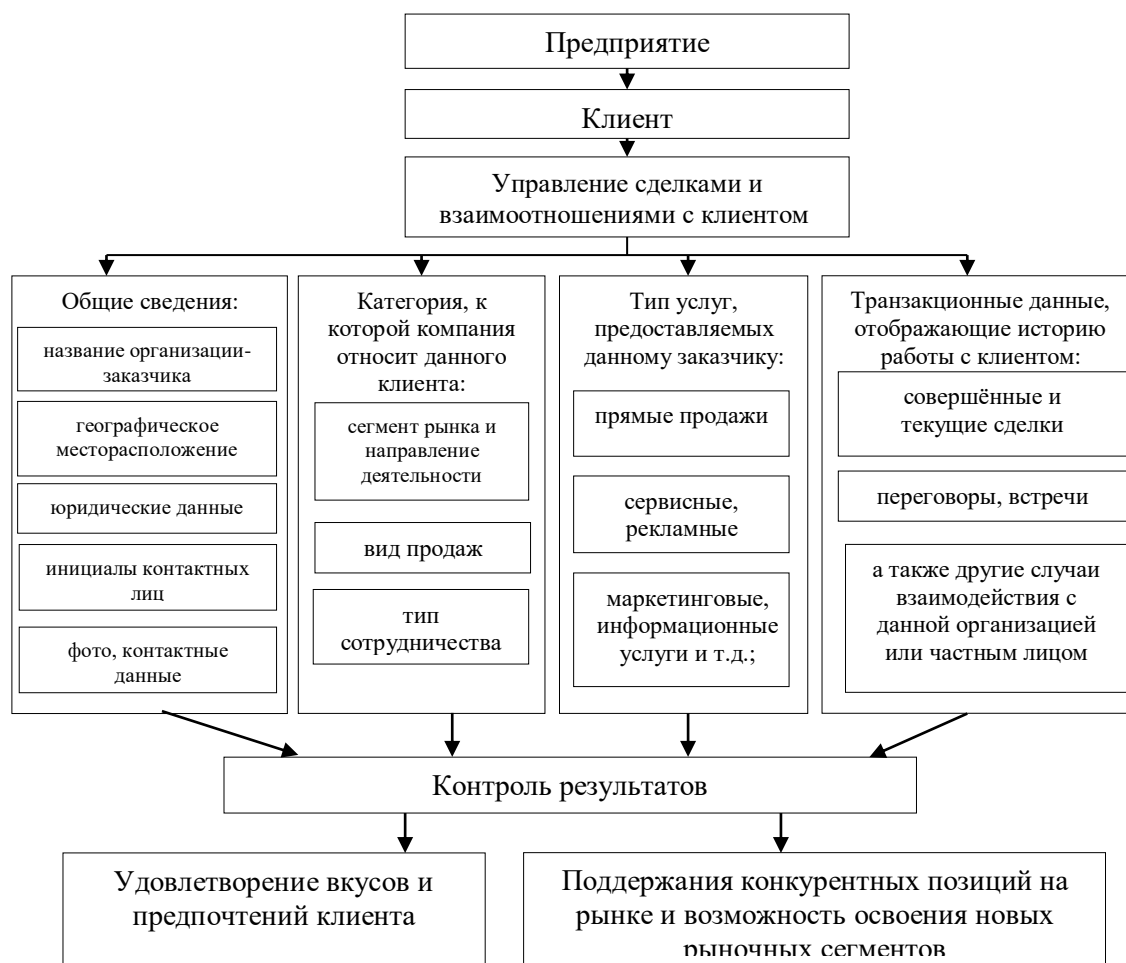 Предприятие
Клиент
Управление сделками и
взаимоотношениями с клиентом
Общие сведения:
название организации-
заказчика
географическое
месторасположение
юридические данные
инициалы контактных
лиц
фото, контактные
данные
Категория, к
которой компания
относит данного
клиента:
сегмент рынка и
направление
деятельности
вид продаж
тип
сотрудничества
Тип услуг,
предоставляемых
данному заказчику:
прямые продажи
сервисные,
рекламные
маркетинговые,
информационные
услуги и т.д.;
Транзакционные данные,
отображающие историю
работы с клиентом:
совершённые и
текущие сделки
переговоры, встречи
а также другие случаи
взаимодействия с
данной организацией
или частным лицом
Контроль результатов
Удовлетворение вкусов и
предпочтений клиента
Поддержания конкурентных позиций на
рынке и возможность освоения новых
рыночных сегментов